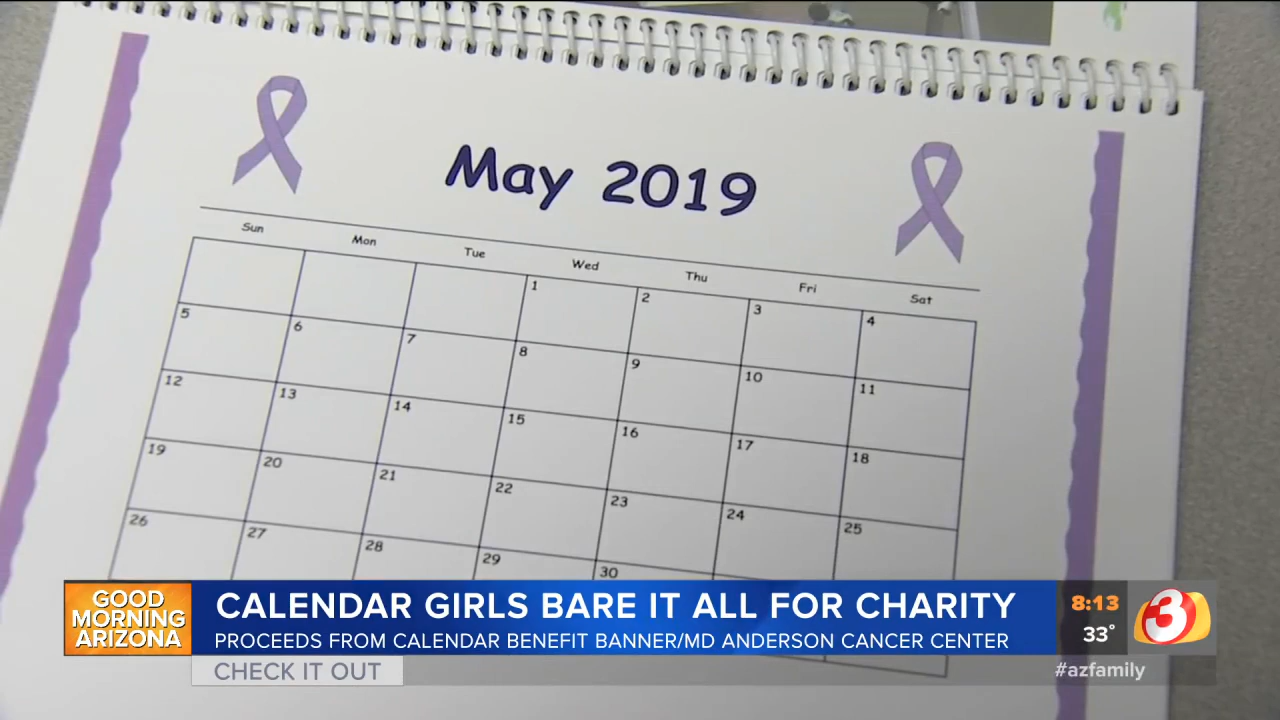 May 2019
Sun Mon Tue Wed Thu Fri Sat
1 2 3 4
5 6 7 8 9 10 11
12 13 14 15 16 17 18
19 20 21 22 23 24 25
26 27 28 29 30
GOOD
MORNING
ARIZONA
CALENDAR GIRLS BARE IT ALL FOR CHARITY
PROCEEDS FROM CALENDAR BENEFIT BANNER/MD ANDERSON CANCER CENTER
CHECK IT OUT
8:13
33°
3
#azfamily